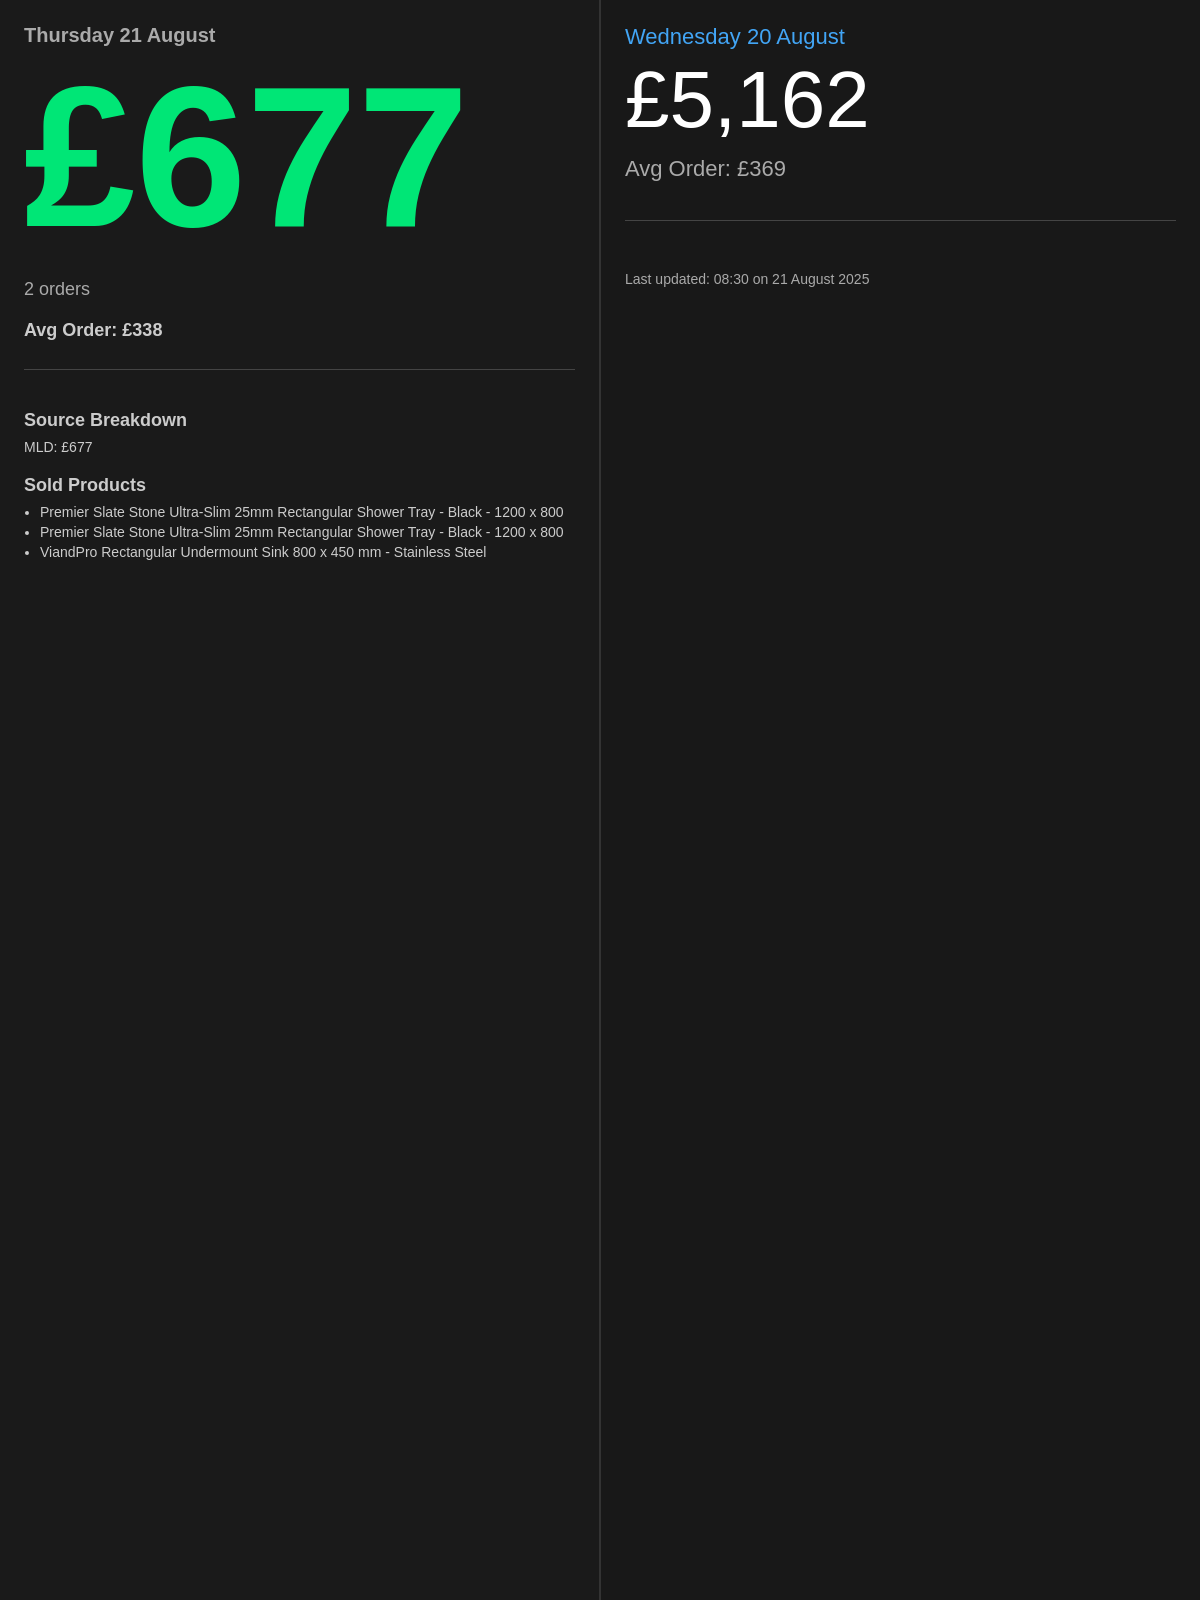 Thursday 21 August
£677
2 orders
Avg Order: £338
Source Breakdown
MLD: £677
Sold Products
• Premier Slate Stone Ultra-Slim 25mm Rectangular Shower Tray - Black - 1200 x 800
• Premier Slate Stone Ultra-Slim 25mm Rectangular Shower Tray - Black - 1200 x 800
• ViandPro Rectangular Undermount Sink 800 x 450 mm - Stainless Steel
Wednesday 20 August
£5,162
Avg Order: £369
Last updated: 08:30 on 21 August 2025